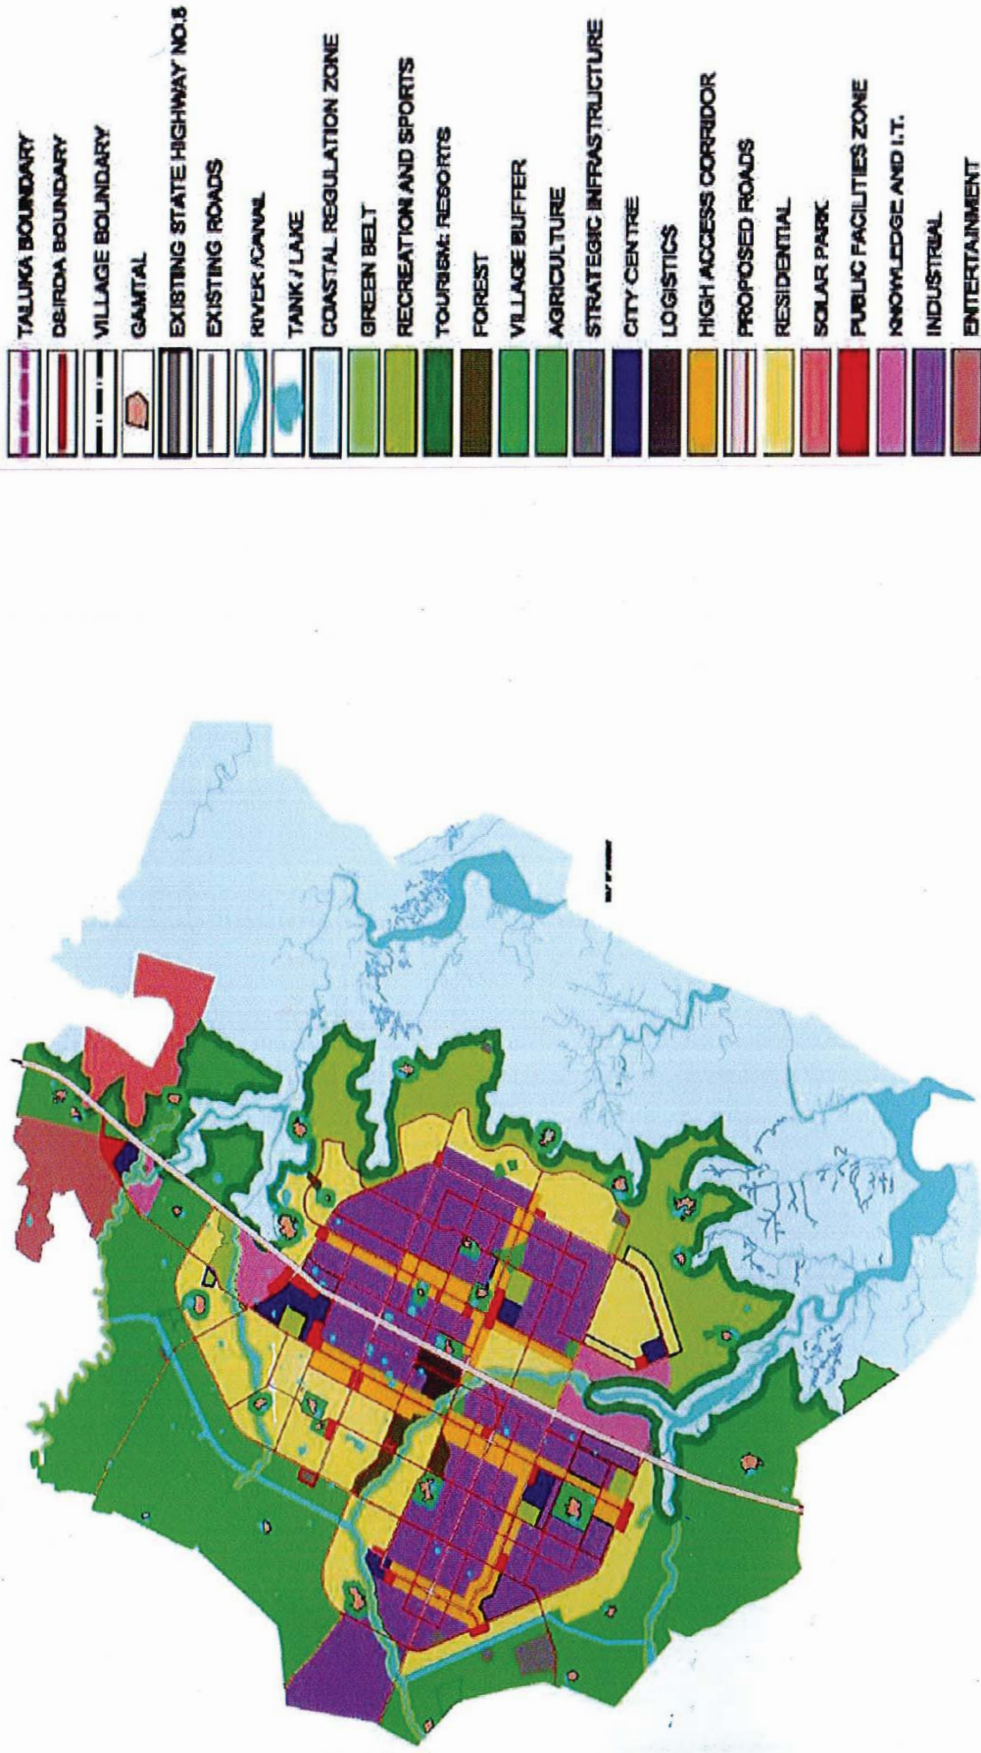 TALUKA BOUNDARY
DSIRDA BOUNDARY
VILLAGE BOUNDARY
GAMTAL
EXISTING STATE HIGHWAY NO.6
EXISTING ROADS
RIVER /CANAL
TANK / LAKE
COASTAL REGULATION ZONE
GREEN BELT
RECREATION AND SPORTS
TOURISM: RESORTS
FOREST
VILLAGE BUFFER
AGRICULTURE
STRATEGIC INFRASTRUCTURE
CITY CENTRE
LOGISTICS
HIGH ACCESS CORRIDOR
PROPOSED ROADS
RESIDENTIAL
SOLAR PARK
PUBLIC FACILITIES ZONE
KNOWLEDGE AND I.T.
INDUSTRIAL
ENTERTAINMENT